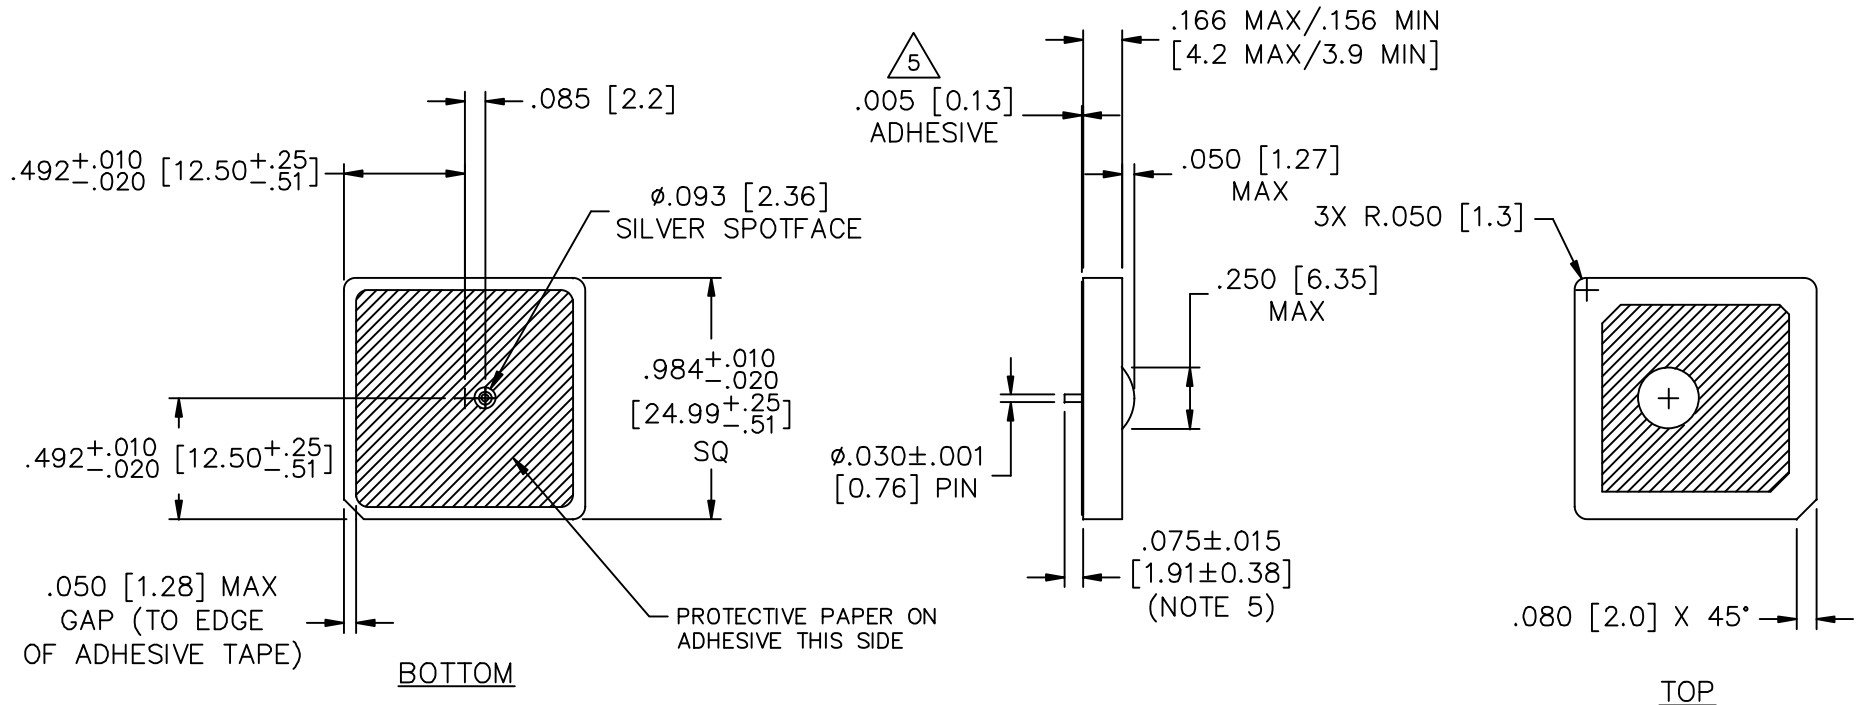 .085 [2.2]
.492+.010 -.020 [12.50+.25 -.51]
ø.093 [2.36]
SILVER SPOTFACE
.984+.010 -.020
[24.99+.25 -.51]
SQ
.492+.010 -.020 [12.50+.25 -.51]
.050 [1.28] MAX
GAP (TO EDGE
OF ADHESIVE TAPE)
PROTECTIVE PAPER ON
ADHESIVE THIS SIDE
BOTTOM
.166 MAX/.156 MIN
[4.2 MAX/3.9 MIN]
5
.005 [0.13]
ADHESIVE
.050 [1.27]
MAX
.250 [6.35]
MAX
ø.030±.001
[0.76] PIN
.075±.015
[1.91±0.38]
(NOTE 5)
3X R.050 [1.3]
.080 [2.0] X 45°
TOP